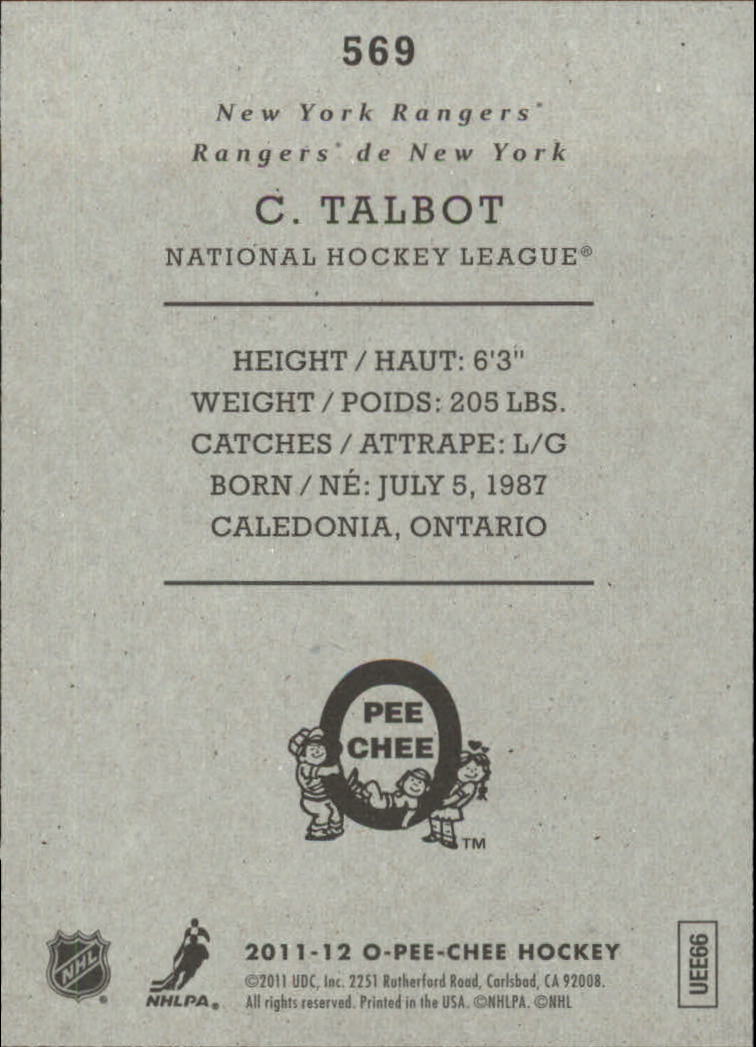 569
New York Rangers®
Rangers® de New York
C. TALBOT
NATIONAL HOCKEY LEAGUE®
HEIGHT / HAUT: 6'3"
WEIGHT / POIDS: 205 LBS.
CATCHES / ATTRAPE: L/G
BORN / NÉ: JULY 5, 1987
CALEDONIA, ONTARIO
O
PEE
CHEE
TM
NHL®
NHLPA®
2011-12 O-PEE-CHEE HOCKEY
©2011 UDC, Inc. 2251 Rutherford Road, Carlsbad, CA 92008.
All rights reserved. Printed in the USA. ©NHLPA. ©NHL
UEE66